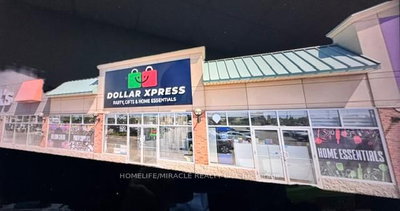 DOLLAR XPRESS
PARTY, GIFTS & HOME ESSENTIALS
HOME ESSENTIALS
HOMELIFE/MIRACLE REALTY